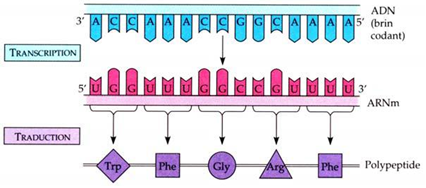 3' A C C A A A C C G G C A A A A 5' ADN
(brin
codant)
TRANSCRIPTION
5' U G G U U U G G C C G U U U U 3'
ARNm
TRADUCTION
Trp Phe Gly Arg Phe Polypeptide